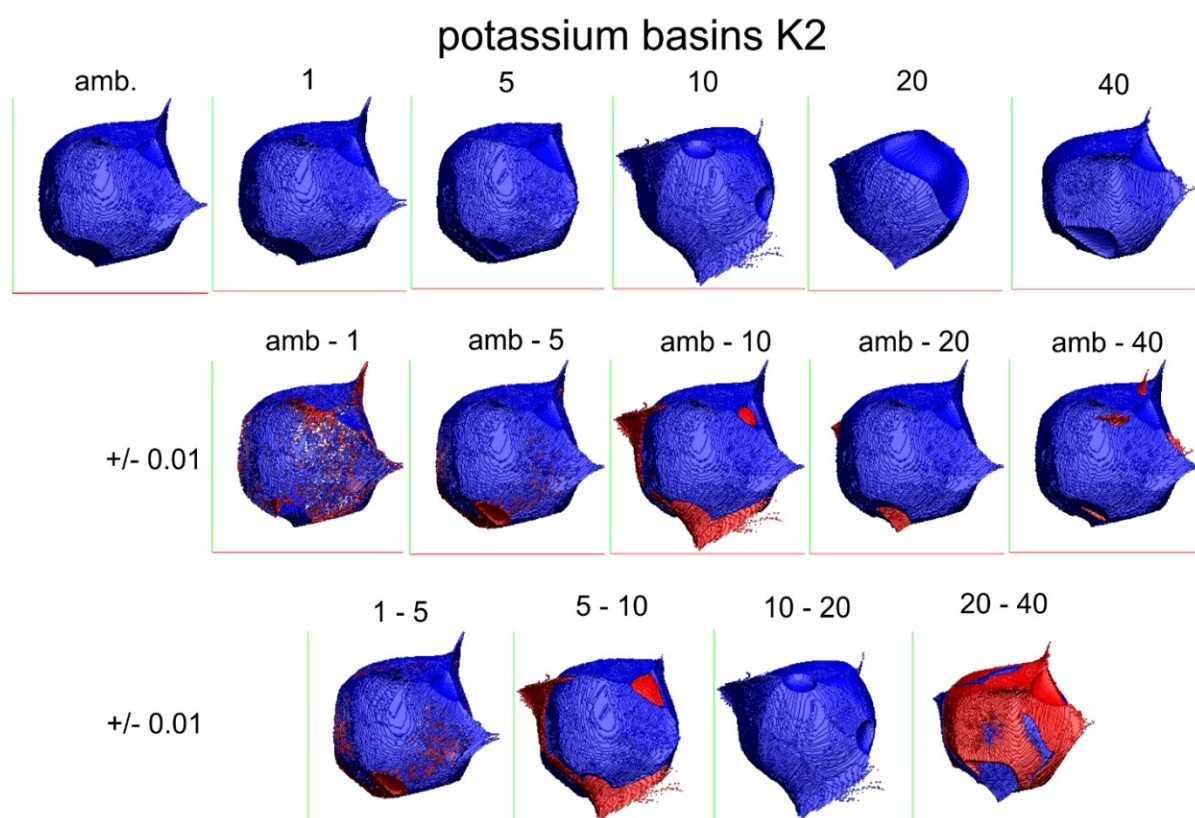 potassium basins K2
amb. 1 5 10 20 40
amb - 1 amb - 5 amb - 10 amb - 20 amb - 40
+/- 0.01
1 - 5 5 - 10 10 - 20 20 - 40
+/- 0.01